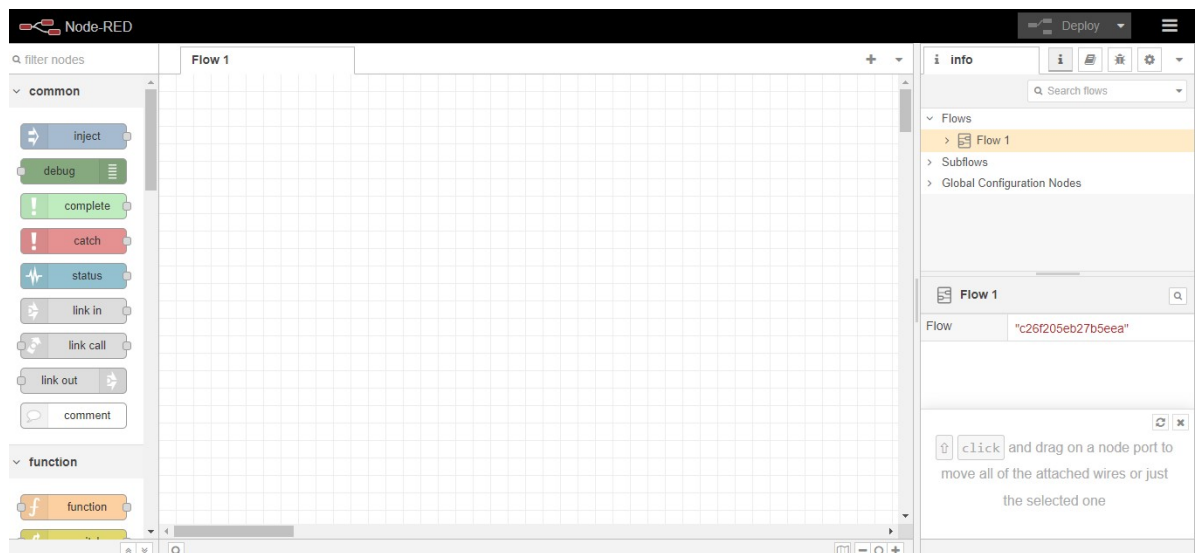 Node-RED
Deploy
filter nodes
Flow 1
info
Search flows
common
inject
debug
complete
catch
status
link in
link call
link out
comment
function
function
Flows
Flow 1
Subflows
Global Configuration Nodes
Flow 1
Flow "c26f205eb27b5eea"
click and drag on a node port to
move all of the attached wires or just
the selected one